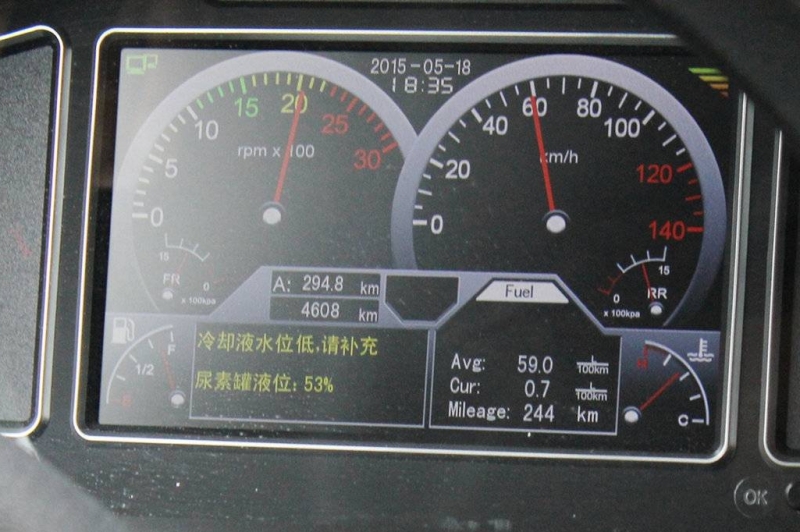 2015-05-18
18:35
0
5
10
15
20
25
30
rpm x 100
0
20
40
60
80
100
120
140
km/h
15
0
FR
x 100kpa
15
0
RR
x 100kpa
A: 294.8 km
4608 km
Fuel
F
1/2
E
冷却液水位低,请补充
尿素罐液位: 53%
Avg: 59.0 L/100km
Cur: 0.7 L/100km
Mileage: 244 km
H
C
OK